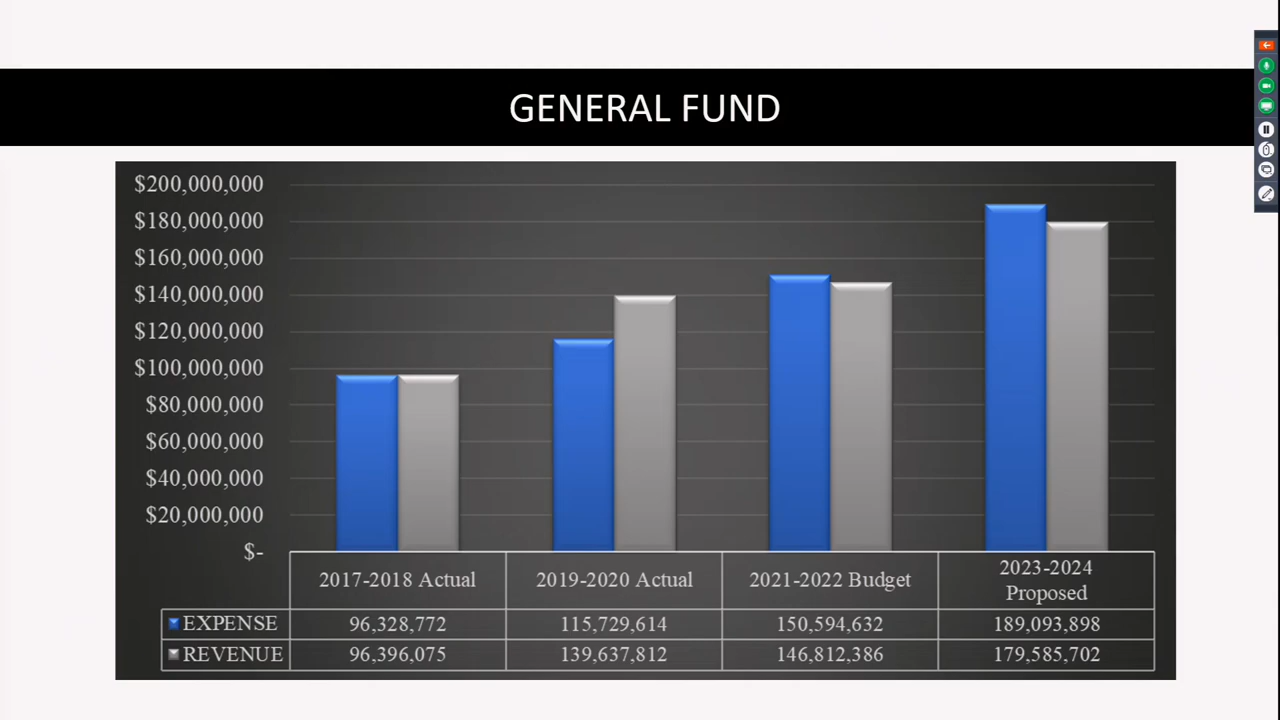 GENERAL FUND
$200,000,000
$180,000,000
$160,000,000
$140,000,000
$120,000,000
$100,000,000
$80,000,000
$60,000,000
$40,000,000
$20,000,000
$-
2017-2018 Actual 2019-2020 Actual 2021-2022 Budget 2023-2024 Proposed
EXPENSE 96,328,772 115,729,614 150,594,632 189,093,898
REVENUE 96,396,075 139,637,812 146,812,386 179,585,702